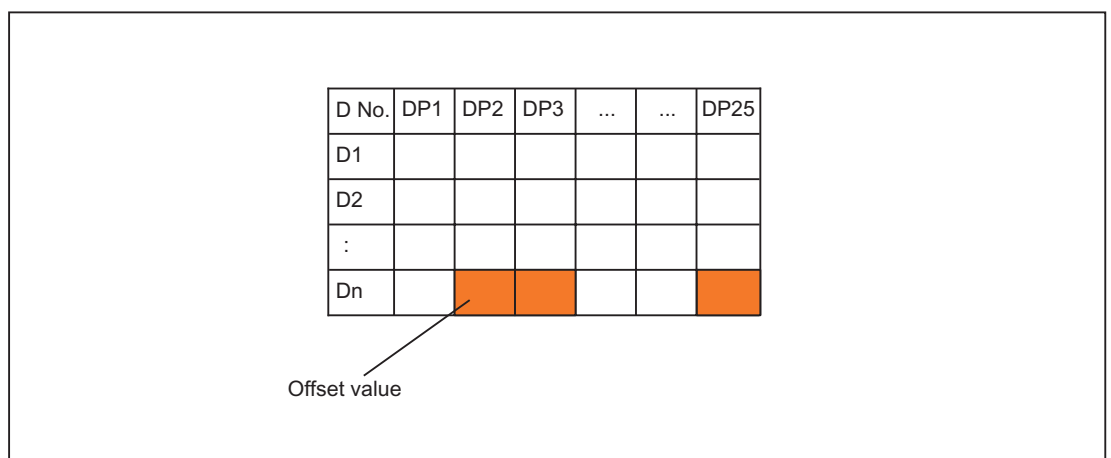 D No. DP1 DP2 DP3 ... ... DP25
D1
D2
:
Dn
Offset value